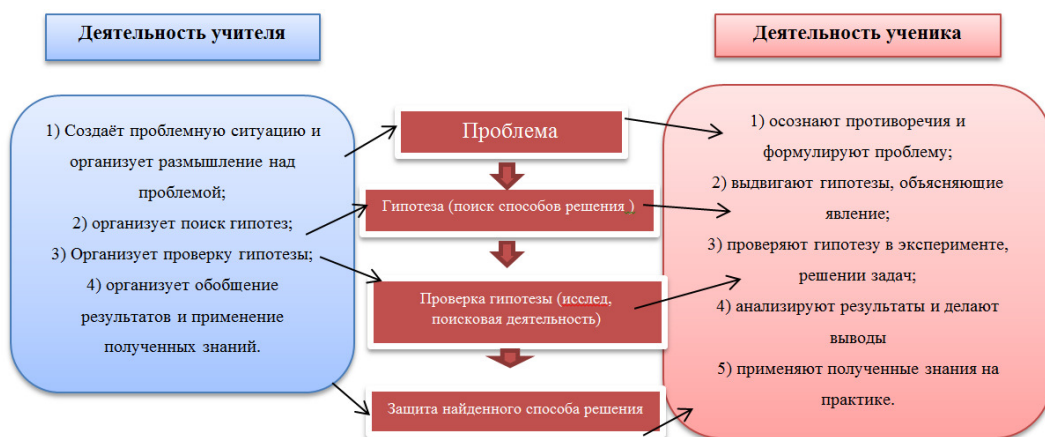 Деятельность учителя
Деятельность ученика
1) Создаёт проблемную ситуацию и
организует размышление над
проблемой;
2) организует поиск гипотез;
3) Организует проверку гипотезы;
4) организует обобщение
результатов и применение
полученных знаний.
Проблема
Гипотеза (поиск способов решения )
Проверка гипотезы (исслед,
поисковая деятельность)
Защита найденного способа решения
1) осознают противоречия и
формулируют проблему;
2) выдвигают гипотезы, объясняющие
явление;
3) проверяют гипотезу в эксперименте,
решении задач;
4) анализируют результаты и делают
выводы
5) применяют полученные знания на
практике.